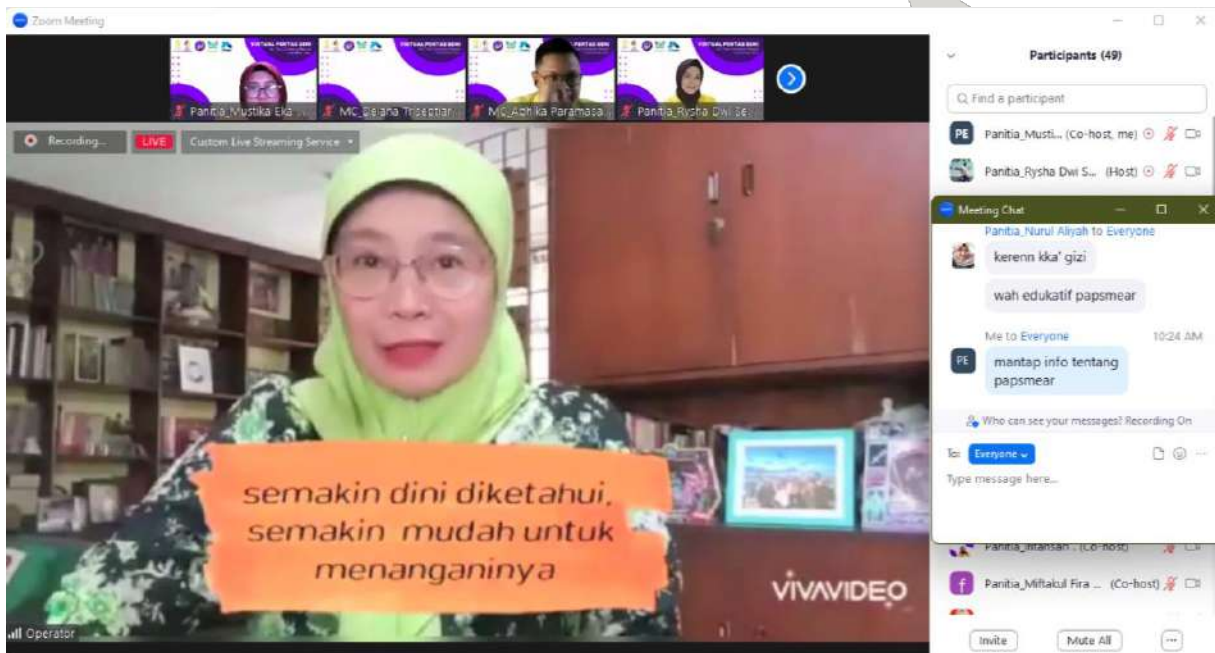 Zoom Meeting
Panitia_Mustika Eka
MC_Delana Triseptiar
MC_Adhika Paramasa
Panitia_Rysha Dwi Se...
Recording...
LIVE
Custom Live Streaming Service
semakin dini diketahui,
semakin mudah untuk
menanganinya
VIVAVIDEO
Operator
Participants (49)
Find a participant
PE
Panitia_Musti... (Co-host, me)
Panitia_Rysha Dwi S... (Host)
Meeting Chat
Panitia_Nurul Aliyah to Everyone
kerenn kka' gizi
wah edukatif papsmear
Me to Everyone
10:24 AM
PE
mantap info tentang
papsmear
Who can see your messages? Recording On
To: Everyone
Type message here...
Panitia_Intansari . (Co-host)
f
Panitia_Miftakul Fira ... (Co-host)
Invite
Mute All